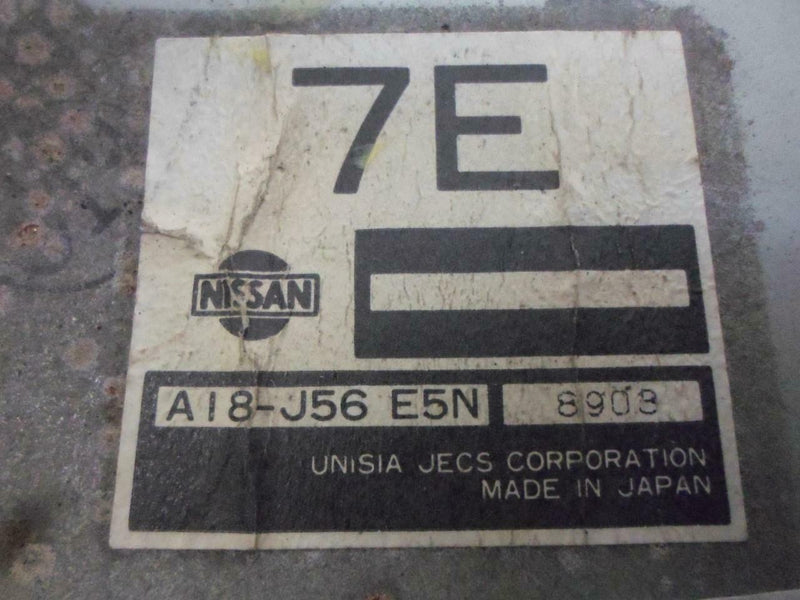 7E
NISSAN
A18-J56 E5N 8908
UNISIA JECS CORPORATION
MADE IN JAPAN